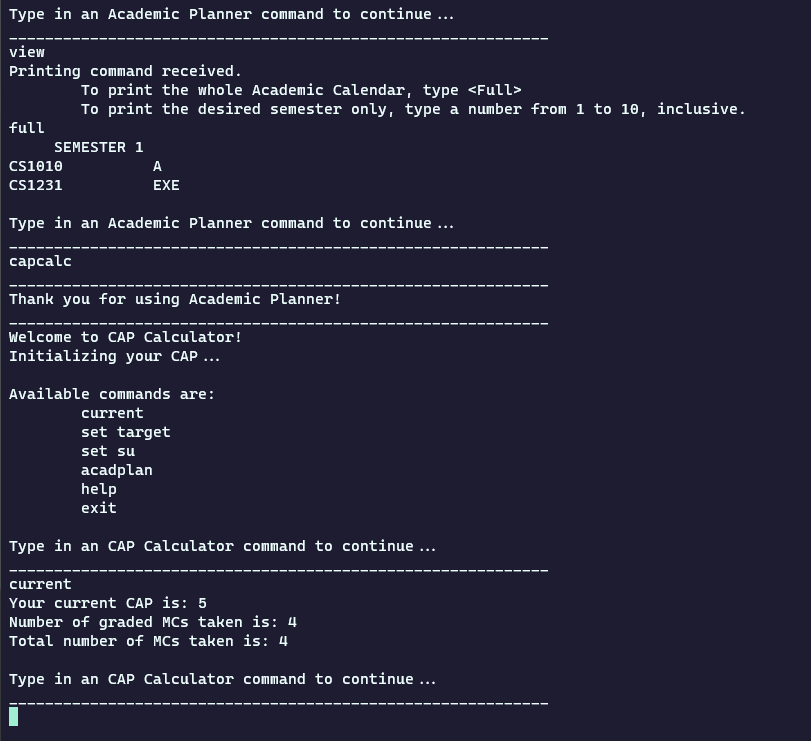 Type in an Academic Planner command to continue...
____________________________________________________________
view
Printing command received.
        To print the whole Academic Calendar, type <Full>
        To print the desired semester only, type a number from 1 to 10, inclusive.
full
     SEMESTER 1
CS1010          A
CS1231          EXE

Type in an Academic Planner command to continue...
____________________________________________________________
capcalc
____________________________________________________________
Thank you for using Academic Planner!
____________________________________________________________
Welcome to CAP Calculator!
Initializing your CAP...

Available commands are:
        current
        set target
        set su
        acadplan
        help
        exit

Type in an CAP Calculator command to continue...
____________________________________________________________
current
Your current CAP is: 5
Number of graded MCs taken is: 4
Total number of MCs taken is: 4

Type in an CAP Calculator command to continue...
____________________________________________________________